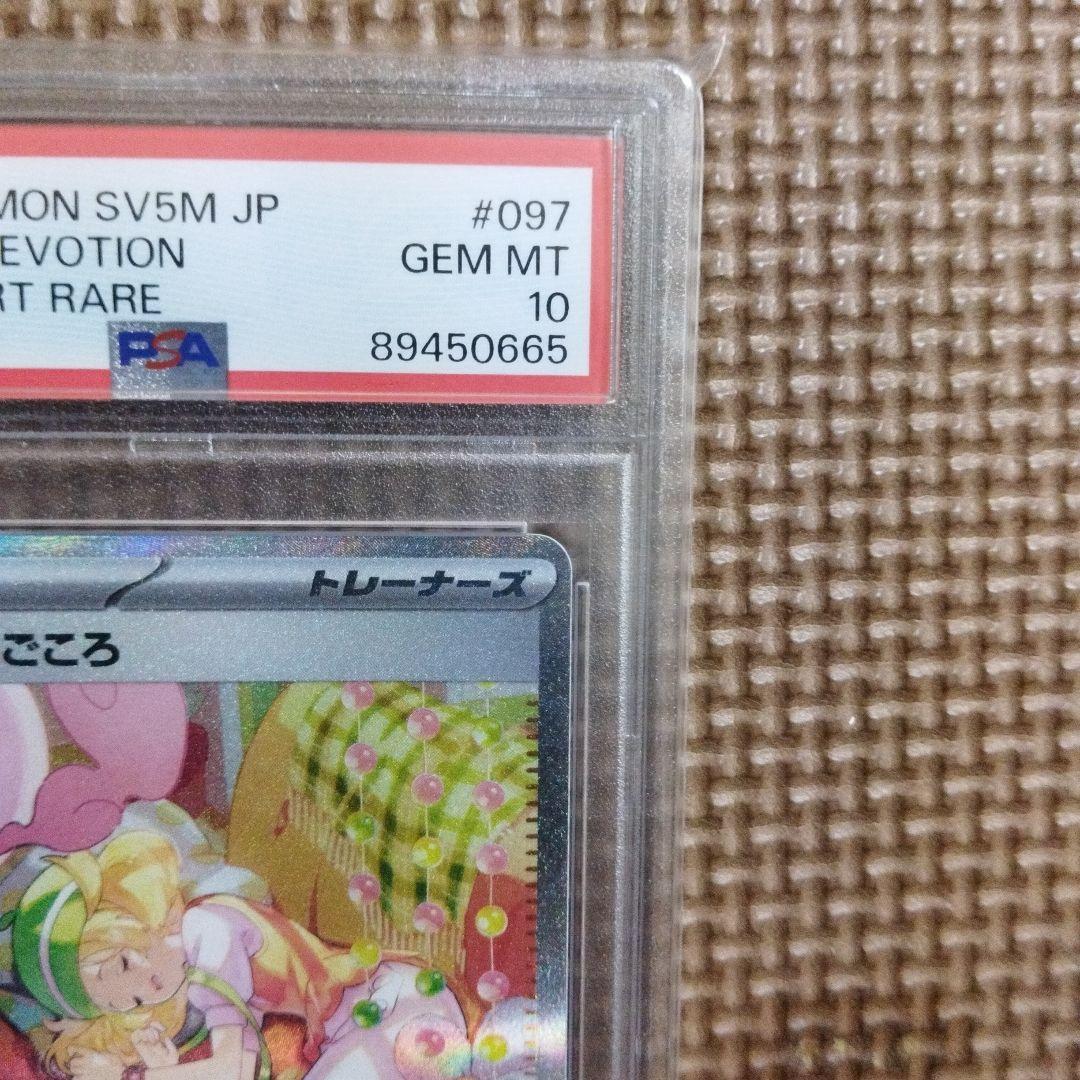 MON SV5M JP #097
EVOTION GEM MT
RT RARE 10
PSA 89450665
トレーナーズ
ごころ